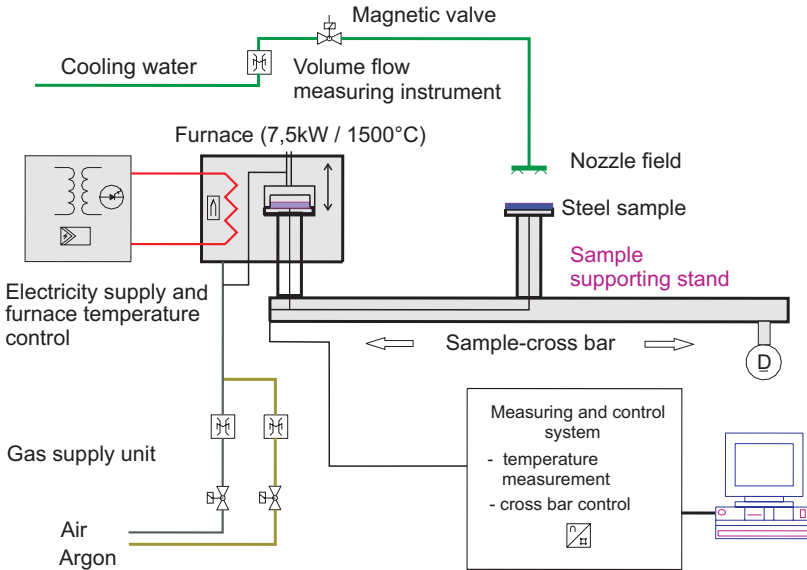 Magnetic valve
Cooling water
Volume flow
measuring instrument
Furnace (7,5kW / 1500°C)
Nozzle field
Steel sample
Sample
supporting stand
Electricity supply and
furnace temperature
control
Sample-cross bar
D
Measuring and control
system
- temperature
measurement
- cross bar control
Gas supply unit
Air
Argon